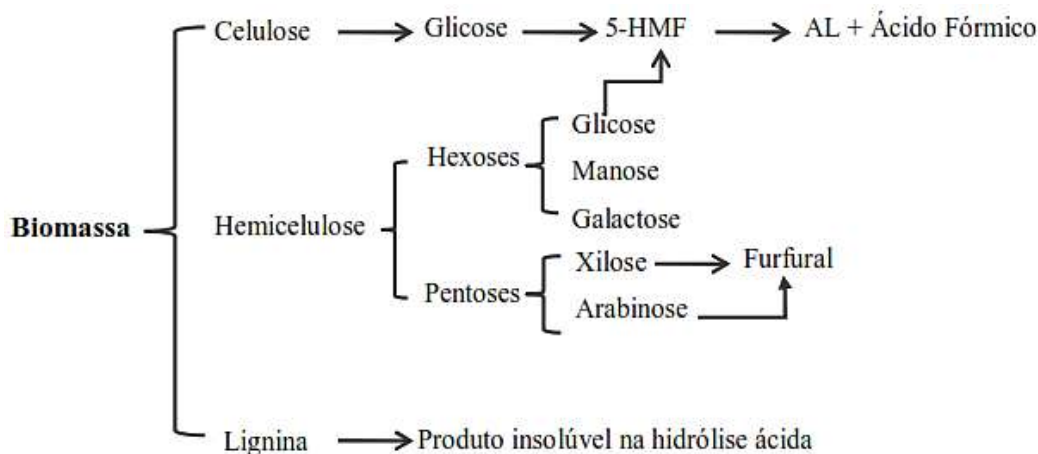 Celulose Glicose 5-HMF AL + Ácido Fórmico
Glicose
Hexoses Manose
Galactose
Biomassa Hemicelulose
Xilose Furfural
Pentoses Arabinose
Lignina Produto insolúvel na hidrólise ácida